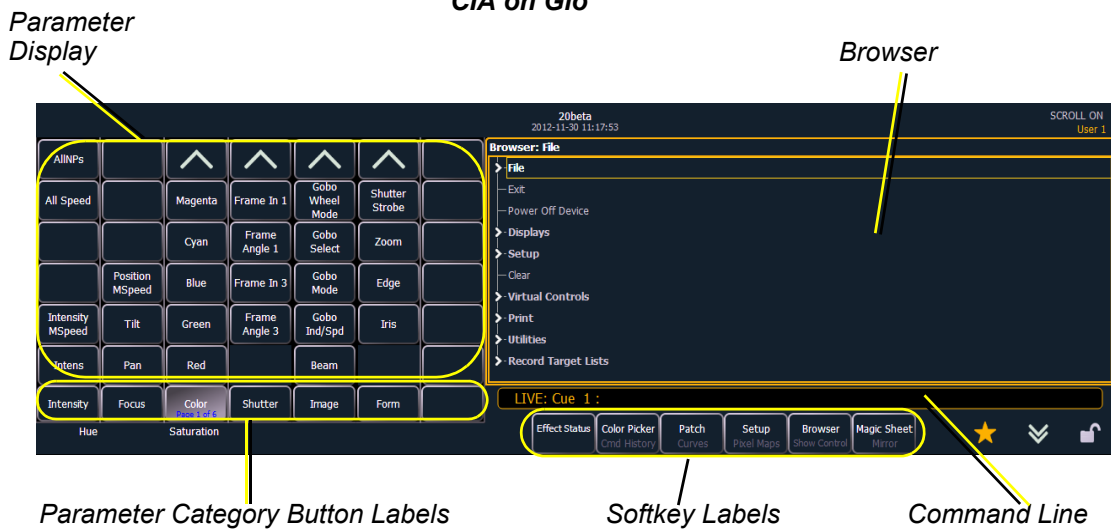 CIA on Gio
Parameter
Display
Browser
20beta
2012-11-30 11:17:53
SCROLL ON
User 1
AllNPs
Browser: File
File
All Speed
Magenta
Frame In 1
Gobo
Wheel
Mode
Shutter
Strobe
Exit
Power Off Device
Cyan
Frame
Angle 1
Gobo
Select
Zoom
Displays
Setup
Position
MSpeed
Blue
Frame In 3
Gobo
Mode
Edge
Clear
Virtual Controls
Intensity
MSpeed
Tilt
Green
Frame
Angle 3
Gobo
Ind/Spd
Iris
Print
Utilities
Intens
Pan
Red
Beam
Record Target Lists
Intensity
Focus
Color
Page 1 of 6
Shutter
Image
Form
LIVE: Cue 1 :
Hue
Saturation
Effect Status
Color Picker
Cmd History
Patch
Curves
Setup
Pixel Maps
Browser
Show Control
Magic Sheet
Mirror
Parameter Category Button Labels
Softkey Labels
Command Line